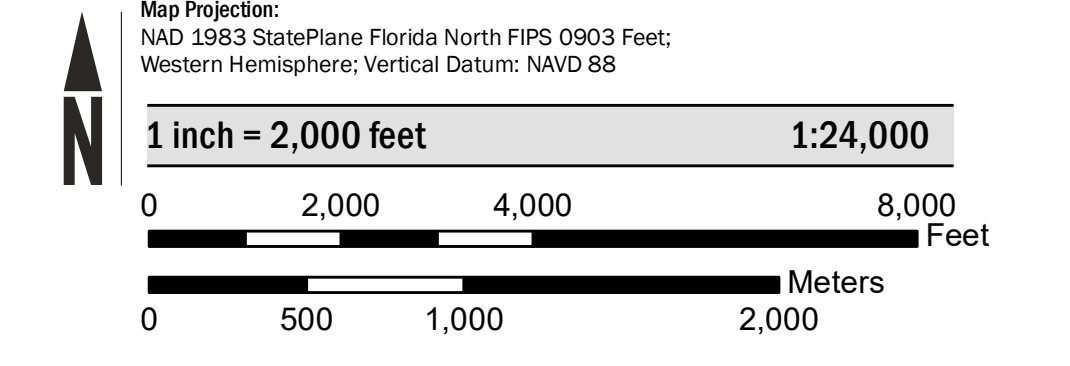 Map Projection:
NAD 1983 StatePlane Florida North FIPS 0903 Feet;
Western Hemisphere; Vertical Datum: NAVD 88
N
1 inch = 2,000 feet 1:24,000
0 2,000 4,000 8,000
Feet
Meters
0 500 1,000 2,000